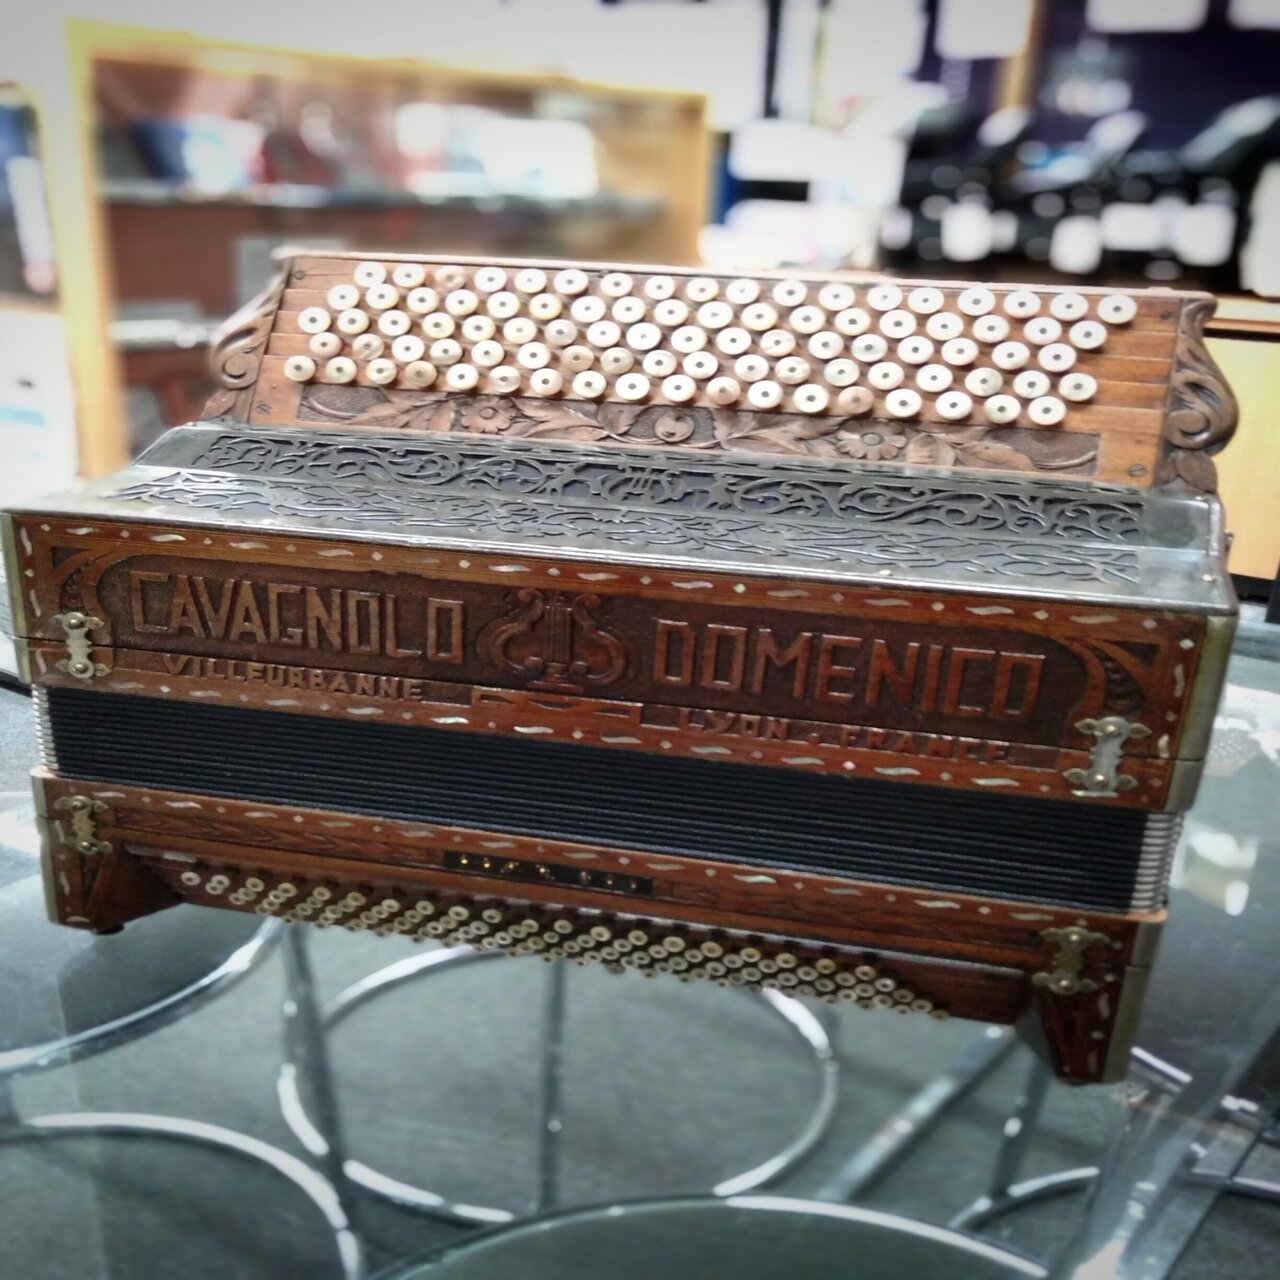 CAVAGNOLO DOMENICO
VILLEURBANNE LYON . FRANCE